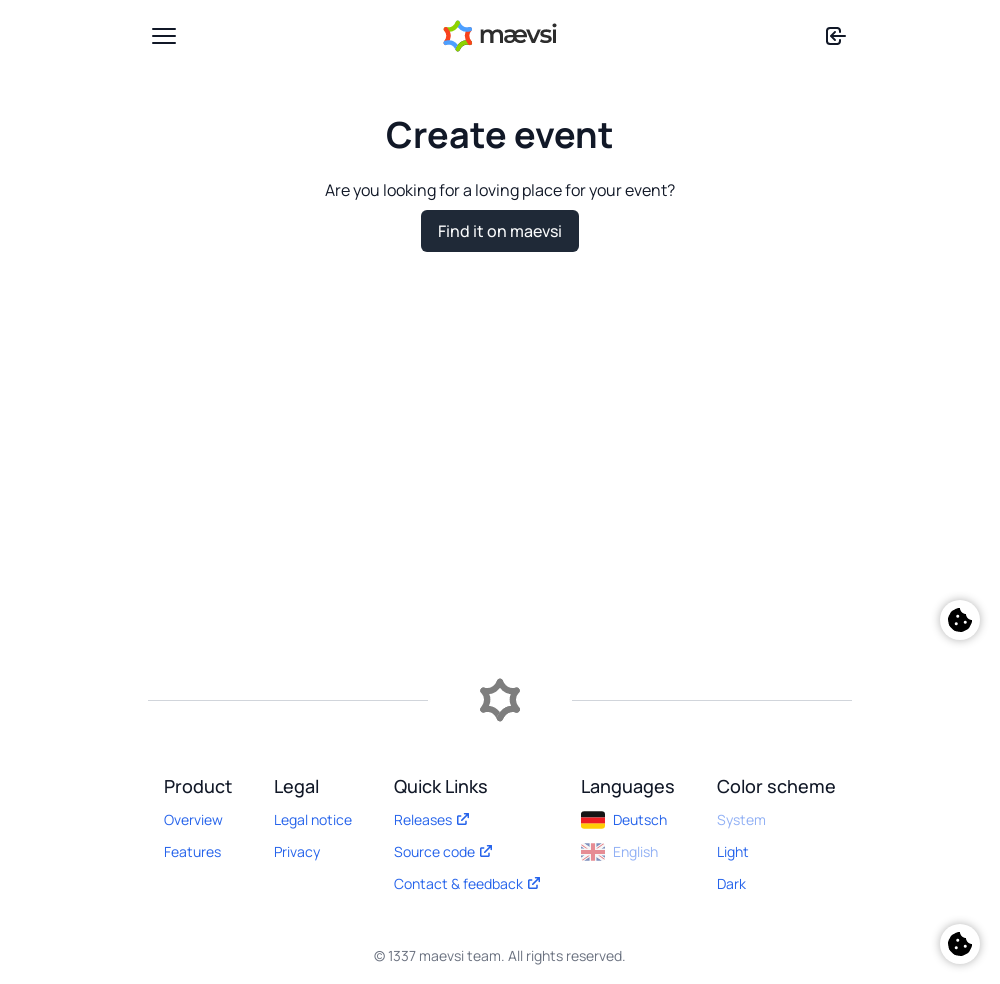 mævsi
Create event
Are you looking for a loving place for your event?
Find it on maevsi
Product
Overview
Features
Legal
Legal notice
Privacy
Quick Links
Releases
Source code
Contact & feedback
Languages
Deutsch
English
Color scheme
System
Light
Dark
© 1337 maevsi team. All rights reserved.